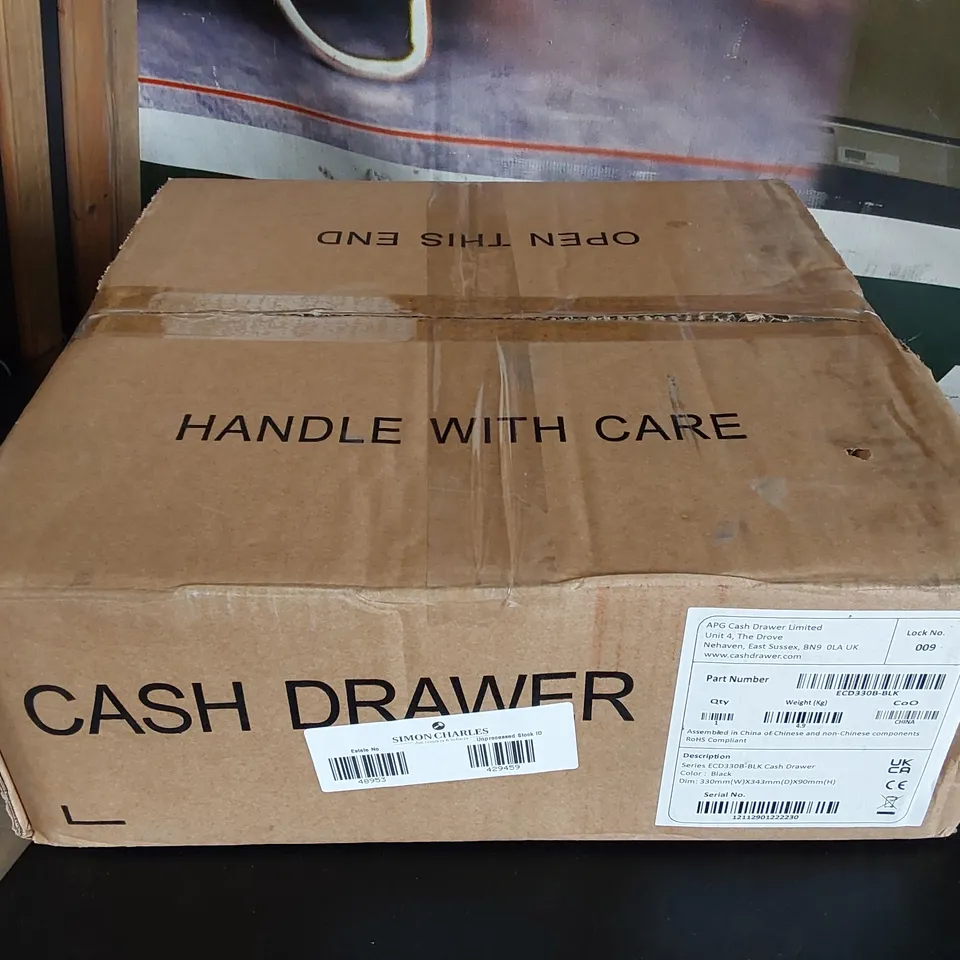 OPEN THIS END
HANDLE WITH CARE
CASH DRAWER
SIMON CHARLES
Estate No
48953
Unprocessed Stock ID
429459
APG Cash Drawer Limited
Unit 4, The Drove
Nehaven, East Sussex, BN9 0LA UK
www.cashdrawer.com
Lock No.
009
Part Number
ECD330B-BLK
Qty
1
Weight (Kg)
4.9
CoO
CHINA
Assembled in China of Chinese and non-Chinese components
RoHS Compliant
Description
Series ECD330B-BLK Cash Drawer
Color : Black
Dim: 330mm(W)X343mm(D)X90mm(H)
UK
CA
CE
Serial No.
12112901222230